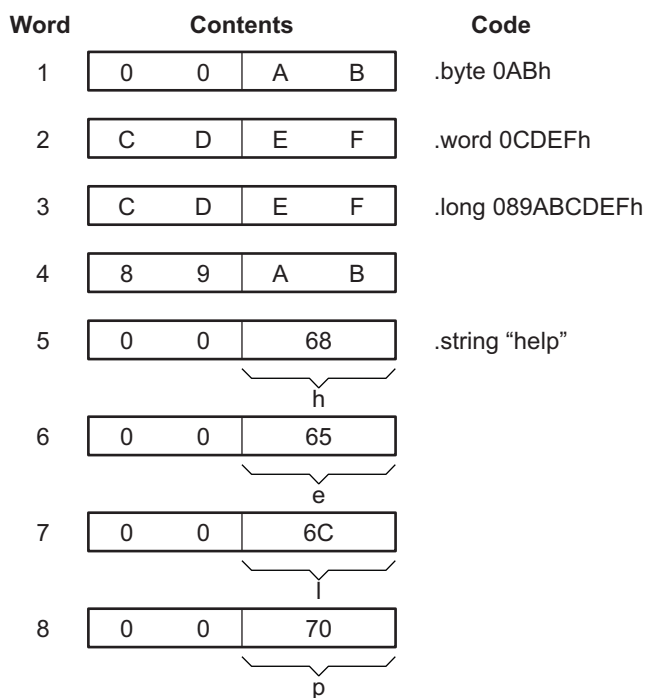 Word Contents Code
1 0 0 A B .byte 0ABh
2 C D E F .word 0CDEFh
3 C D E F .long 089ABCDEFh
4 8 9 A B
5 0 0 68 .string “help”
h
6 0 0 65
e
7 0 0 6C
l
8 0 0 70
p